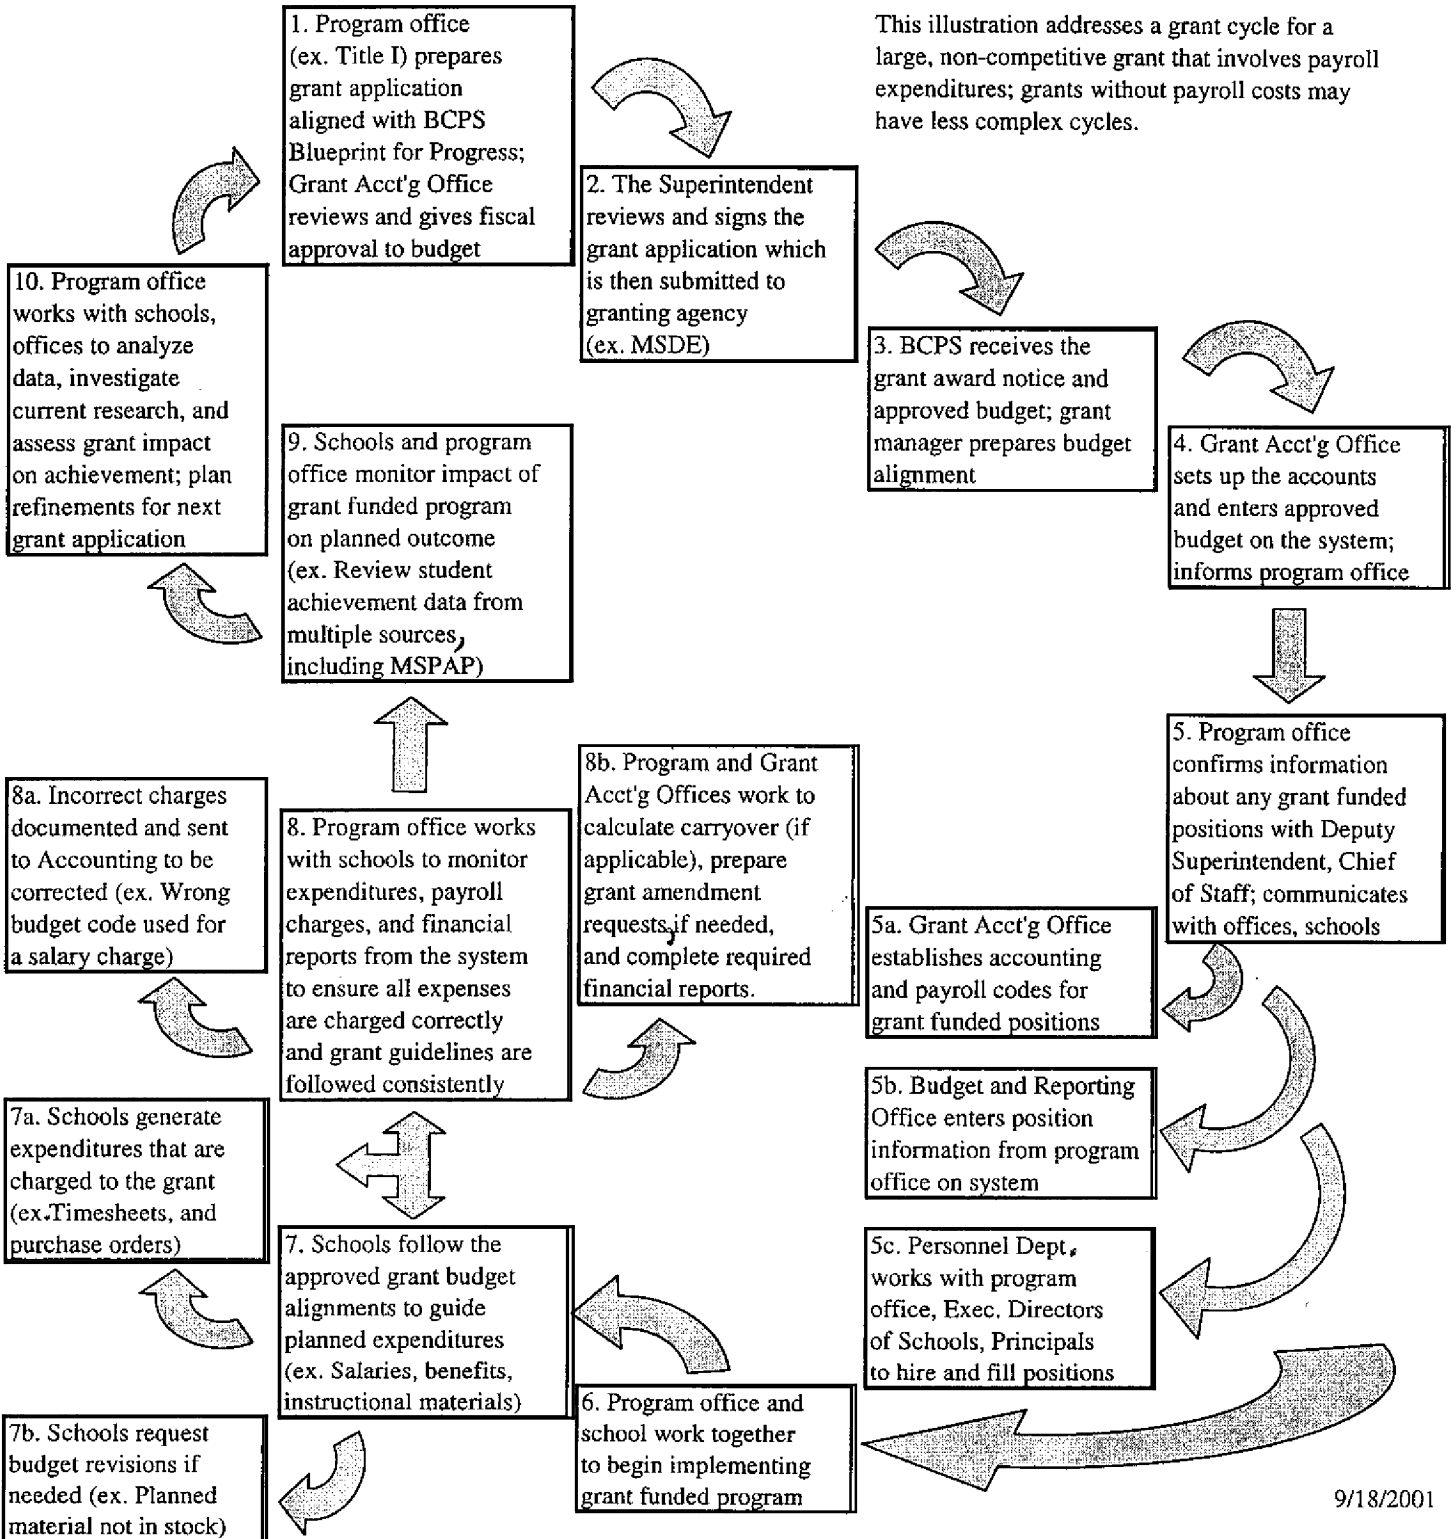 This illustration addresses a grant cycle for a
large, non-competitive grant that involves payroll
expenditures; grants without payroll costs may
have less complex cycles.
1. Program office
(ex. Title I) prepares
grant application
aligned with BCPS
Blueprint for Progress;
Grant Acct'g Office
reviews and gives fiscal
approval to budget
2. The Superintendent
reviews and signs the
grant application which
is then submitted to
granting agency
(ex. MSDE)
3. BCPS receives the
grant award notice and
approved budget; grant
manager prepares budget
alignment
4. Grant Acct'g Office
sets up the accounts
and enters approved
budget on the system;
informs program office
5. Program office
confirms information
about any grant funded
positions with Deputy
Superintendent, Chief
of Staff; communicates
with offices, schools
5a. Grant Acct'g Office
establishes accounting
and payroll codes for
grant funded positions
5b. Budget and Reporting
Office enters position
information from program
office on system
5c. Personnel Dept.
works with program
office, Exec. Directors
of Schools, Principals
to hire and fill positions
6. Program office and
school work together
to begin implementing
grant funded program
7. Schools follow the
approved grant budget
alignments to guide
planned expenditures
(ex. Salaries, benefits,
instructional materials)
7a. Schools generate
expenditures that are
charged to the grant
(ex.Timesheets, and
purchase orders)
7b. Schools request
budget revisions if
needed (ex. Planned
material not in stock)
8. Program office works
with schools to monitor
expenditures, payroll
charges, and financial
reports from the system
to ensure all expenses
are charged correctly
and grant guidelines are
followed consistently
8a. Incorrect charges
documented and sent
to Accounting to be
corrected (ex. Wrong
budget code used for
a salary charge)
8b. Program and Grant
Acct'g Offices work to
calculate carryover (if
applicable), prepare
grant amendment
requests, if needed,
and complete required
financial reports.
9. Schools and program
office monitor impact of
grant funded program
on planned outcome
(ex. Review student
achievement data from
multiple sources,
including MSPAP)
10. Program office
works with schools,
offices to analyze
data, investigate
current research, and
assess grant impact
on achievement; plan
refinements for next
grant application
9/18/2001